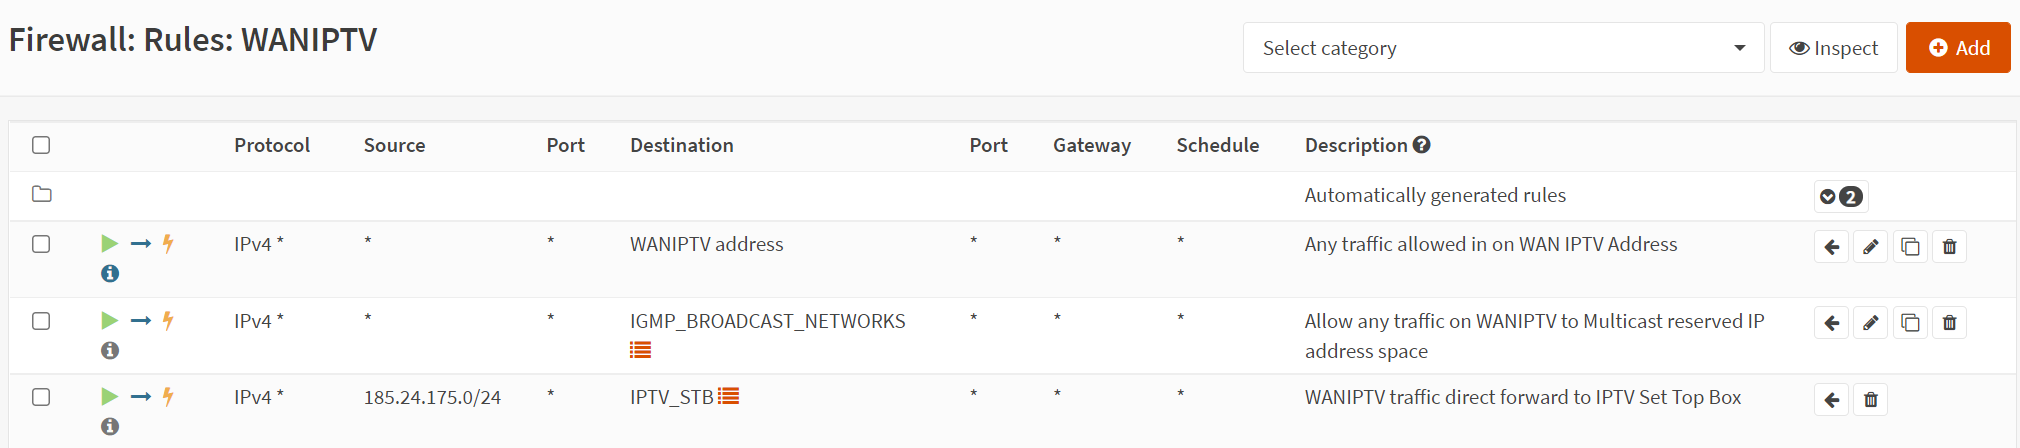 Firewall: Rules: WANIPTV
Select category
Inspect
Add
Protocol Source Port Destination Port Gateway Schedule Description
Automatically generated rules 2
IPv4 * * * WANIPTV address * * * Any traffic allowed in on WAN IPTV Address
IPv4 * * * IGMP_BROADCAST_NETWORKS * * * Allow any traffic on WANIPTV to Multicast reserved IP
address space
IPv4 * 185.24.175.0/24 * IPTV_STB * * * WANIPTV traffic direct forward to IPTV Set Top Box